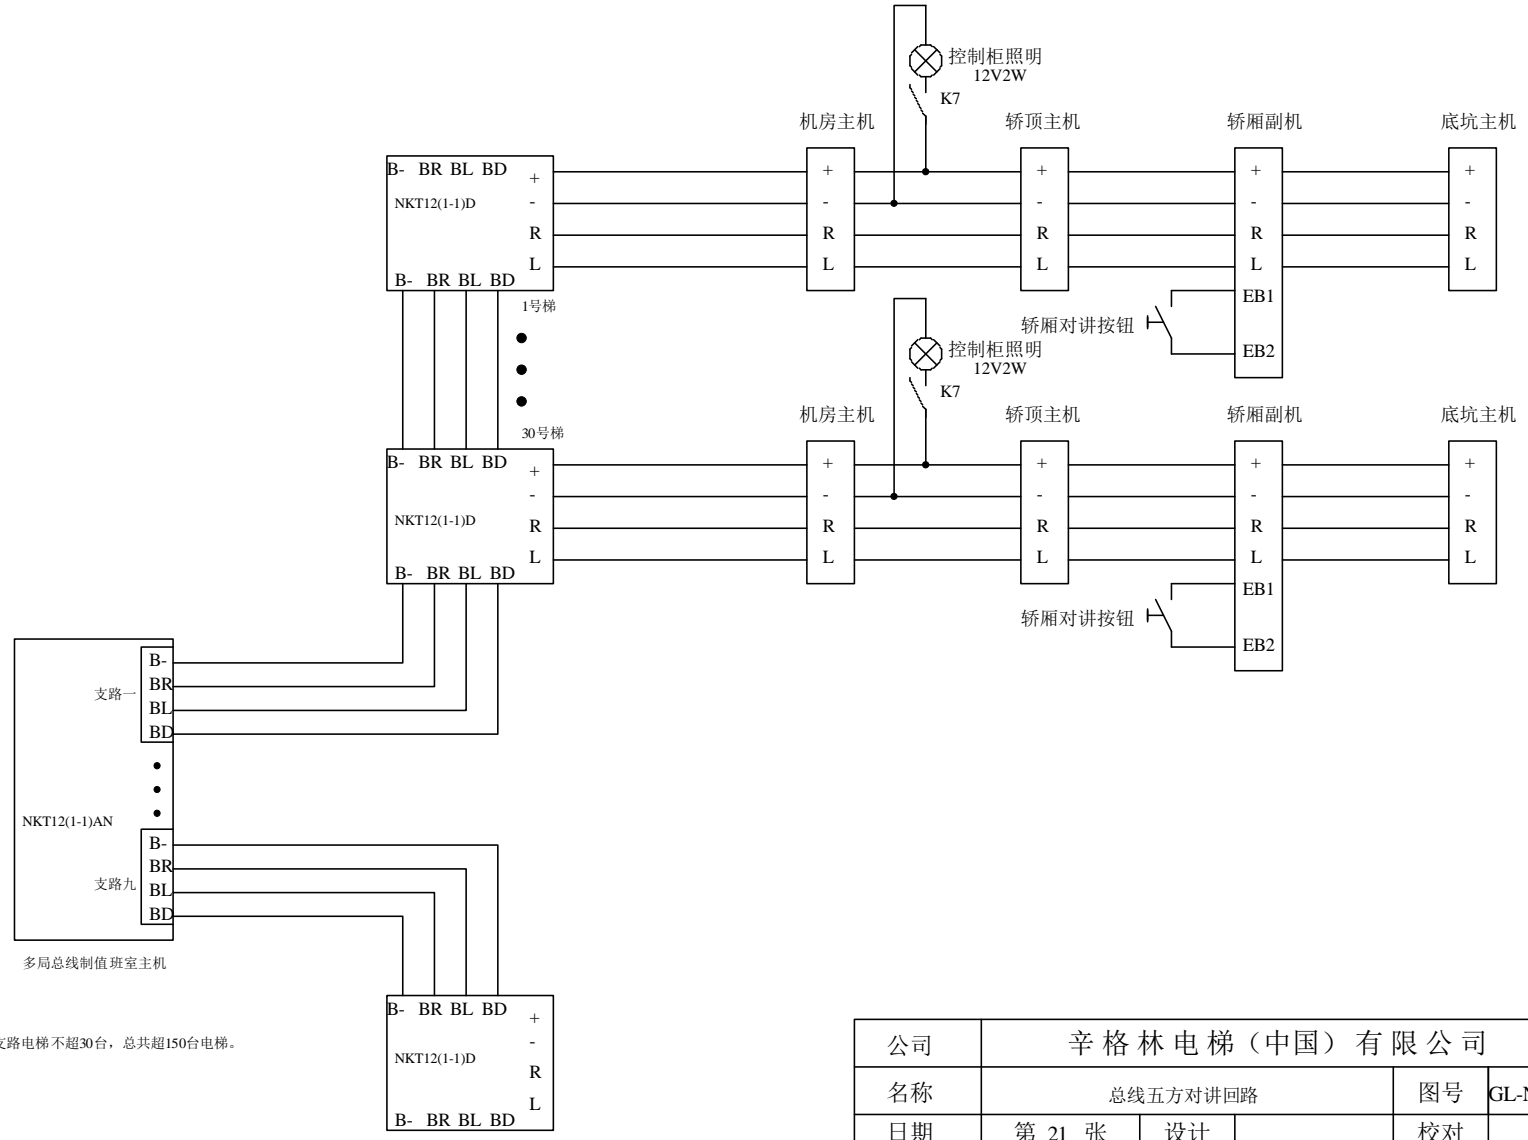 控制柜照明
12V2W
K7
机房主机 轿顶主机 轿厢副机 底坑主机
B- BR BL BD + + + + +
NKT12(1-1)D - - - - -
R R R R R
L L L L L
B- BR BL BD
EB1
1号梯
轿厢对讲按钮
EB2
控制柜照明
12V2W
K7
机房主机 轿顶主机 轿厢副机 底坑主机
30号梯
B- BR BL BD + + + + +
- - - - -
NKT12(1-1)D R R R R R
L L L L L
B- BR BL BD
EB1
轿厢对讲按钮
EB2
B-
支路一 BR
BL
BD
NKT12(1-1)AN
B-
BR
支路九 BL
BD
多局总线制值班室主机
B- BR BL BD +
-
NKT12(1-1)D
R
L
B- BR BL BD
支路电梯不超30台，总共超150台电梯。
公司 辛格林电梯（中国）有限公司
名称 总线五方对讲回路 图号 GL-N
日期 第 21 张 设计 校对